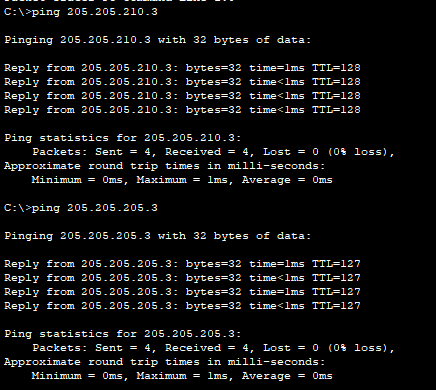 C:\>ping 205.205.210.3
Pinging 205.205.210.3 with 32 bytes of data:
Reply from 205.205.210.3: bytes=32 time=1ms TTL=128
Reply from 205.205.210.3: bytes=32 time<1ms TTL=128
Reply from 205.205.210.3: bytes=32 time<1ms TTL=128
Reply from 205.205.210.3: bytes=32 time<1ms TTL=128
Ping statistics for 205.205.210.3:
Packets: Sent = 4, Received = 4, Lost = 0 (0% loss),
Approximate round trip times in milli-seconds:
Minimum = 0ms, Maximum = 1ms, Average = 0ms
C:\>ping 205.205.205.3
Pinging 205.205.205.3 with 32 bytes of data:
Reply from 205.205.205.3: bytes=32 time=1ms TTL=127
Reply from 205.205.205.3: bytes=32 time<1ms TTL=127
Reply from 205.205.205.3: bytes=32 time<1ms TTL=127
Reply from 205.205.205.3: bytes=32 time<1ms TTL=127
Ping statistics for 205.205.205.3:
Packets: Sent = 4, Received = 4, Lost = 0 (0% loss),
Approximate round trip times in milli-seconds:
Minimum = 0ms, Maximum = 1ms, Average = 0ms